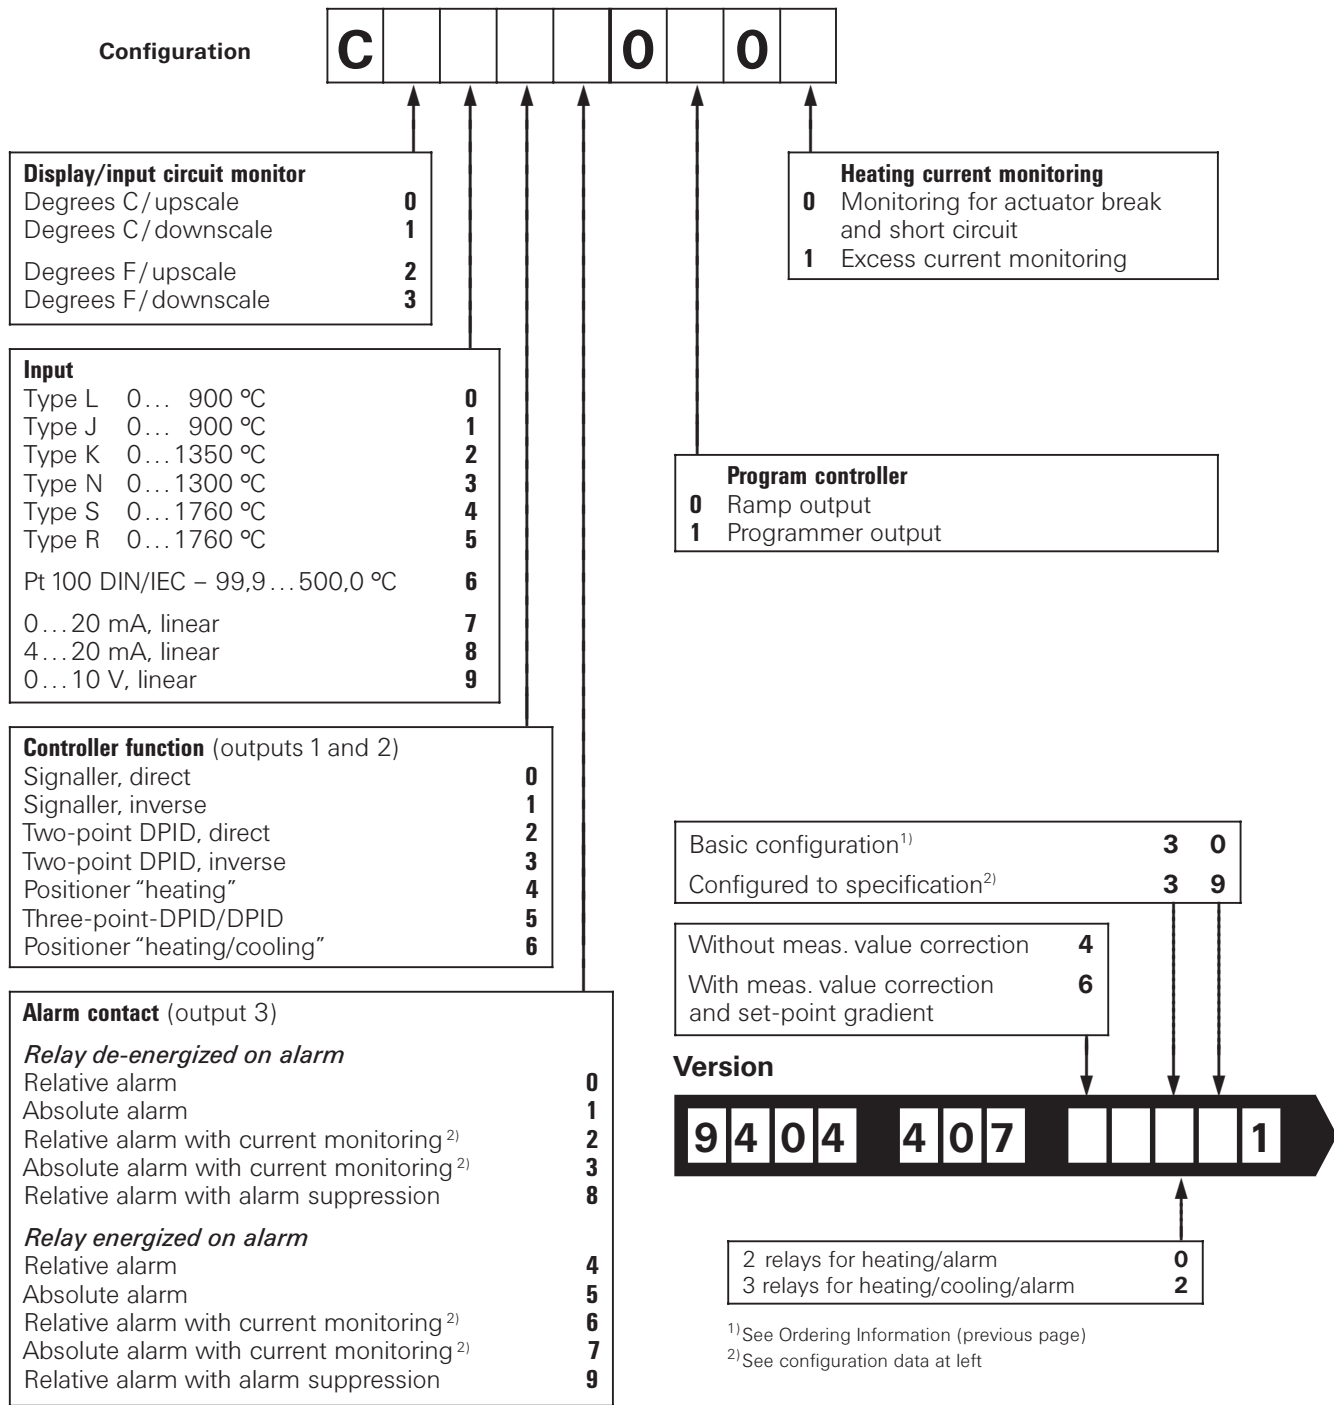 Configuration C 0 0
Display/input circuit monitor
Degrees C/upscale 0
Degrees C/downscale 1
Degrees F/upscale 2
Degrees F/downscale 3
Heating current monitoring
0 Monitoring for actuator break
and short circuit
1 Excess current monitoring
Input
Type L 0... 900 °C 0
Type J 0... 900 °C 1
Type K 0...1350 °C 2
Type N 0...1300 °C 3
Type S 0...1760 °C 4
Type R 0...1760 °C 5
Pt 100 DIN/IEC – 99,9...500,0 °C 6
0...20 mA, linear 7
4...20 mA, linear 8
0...10 V, linear 9
Program controller
0 Ramp output
1 Programmer output
Controller function (outputs 1 and 2)
Signaller, direct 0
Signaller, inverse 1
Two-point DPID, direct 2
Two-point DPID, inverse 3
Positioner “heating” 4
Three-point-DPID/DPID 5
Positioner “heating/cooling” 6
Alarm contact (output 3)
Relay de-energized on alarm
Relative alarm 0
Absolute alarm 1
Relative alarm with current monitoring 2) 2
Absolute alarm with current monitoring 2) 3
Relative alarm with alarm suppression 8
Relay energized on alarm
Relative alarm 4
Absolute alarm 5
Relative alarm with current monitoring 2) 6
Absolute alarm with current monitoring 2) 7
Relative alarm with alarm suppression 9
Basic configuration1) 3 0
Configured to specification2) 3 9
Without meas. value correction 4
With meas. value correction 6
and set-point gradient
Version
9404 407 1
2 relays for heating/alarm 0
3 relays for heating/cooling/alarm 2
1) See Ordering Information (previous page)
2) See configuration data at left